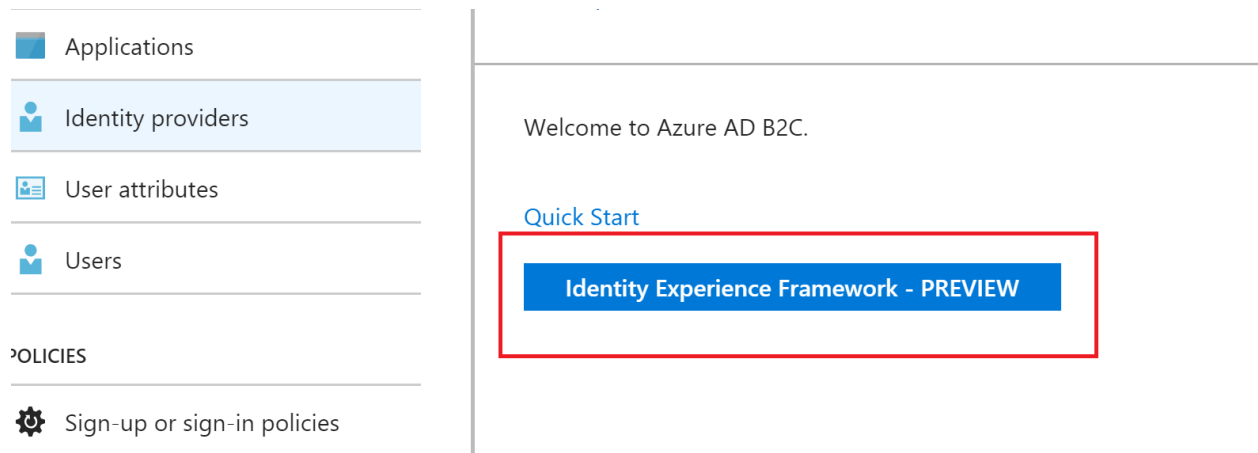 Applications
Identity providers
User attributes
Users
POLICIES
Sign-up or sign-in policies
Welcome to Azure AD B2C.
Quick Start
Identity Experience Framework - PREVIEW